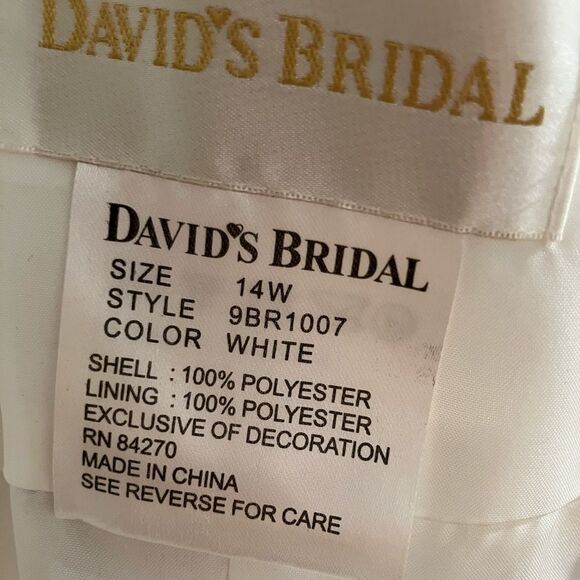 DAVID'S BRIDAL
DAVID'S BRIDAL
SIZE 14W
STYLE 9BR1007
COLOR WHITE
SHELL : 100% POLYESTER
LINING : 100% POLYESTER
EXCLUSIVE OF DECORATION
RN 84270
MADE IN CHINA
SEE REVERSE FOR CARE